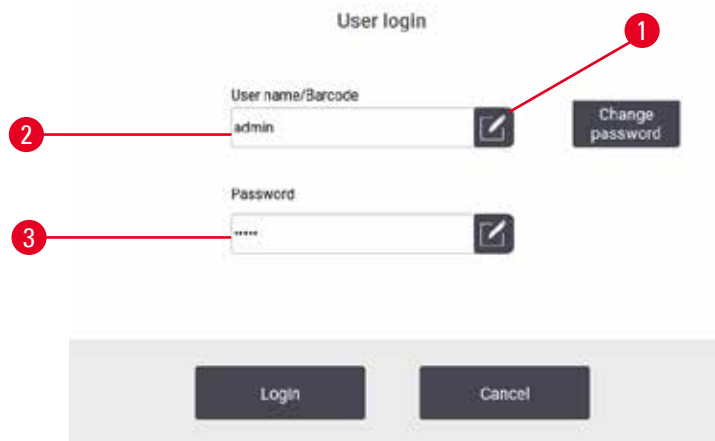 User login
1
User name/Barcode
2
admin
Change
password
Password
3
•••••
Login
Cancel